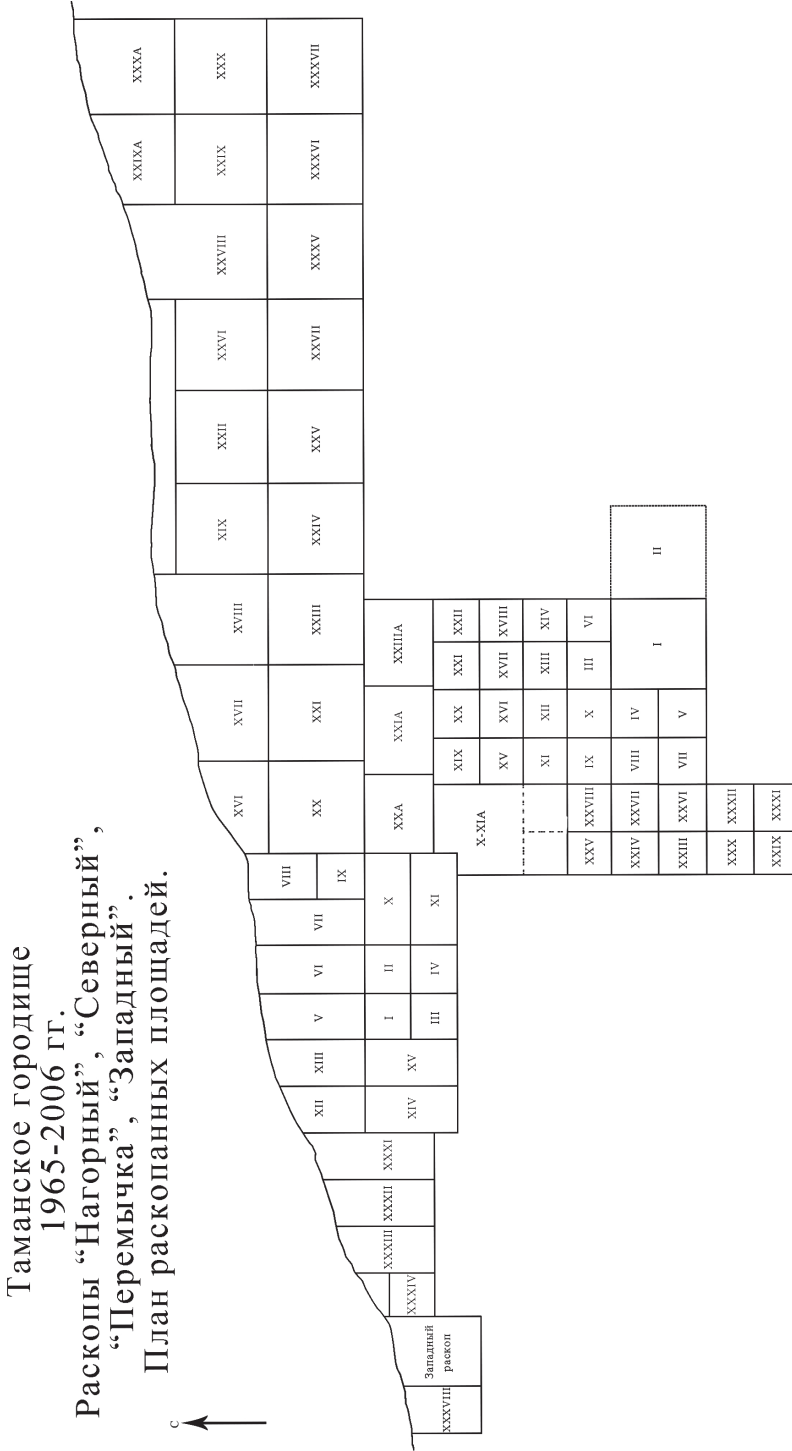 Таманское городище
1965-2006 гг.
Раскопы “Нагорный”, “Северный”,
“Перемычка”, “Западный”.
План раскопанных площадей.
С
XXXVIII
Западный
раскоп
XXXIV
XXXIII
XXXII
XXXI
XII
XIII
V
VI
VII
VIII
IX
XIV
XV
I
II
X
III
IV
XI
XVI
XVII
XVIII
XIX
XXII
XXVI
XXVIII
XXIXA
XXXA
XXIX
XXX
XX
XXI
XXIII
XXIV
XXV
XXVII
XXXV
XXXVI
XXXVII
XXA
XXIA
XXIIIA
X-XIA
XIX
XX
XXI
XXII
XV
XVI
XVII
XVIII
XI
XII
XIII
XIV
XXV
XXVIII
IX
X
III
VI
XXIV
XXVII
VIII
IV
I
II
XXIII
XXVI
VII
V
XXX
XXXII
XXIX
XXXI